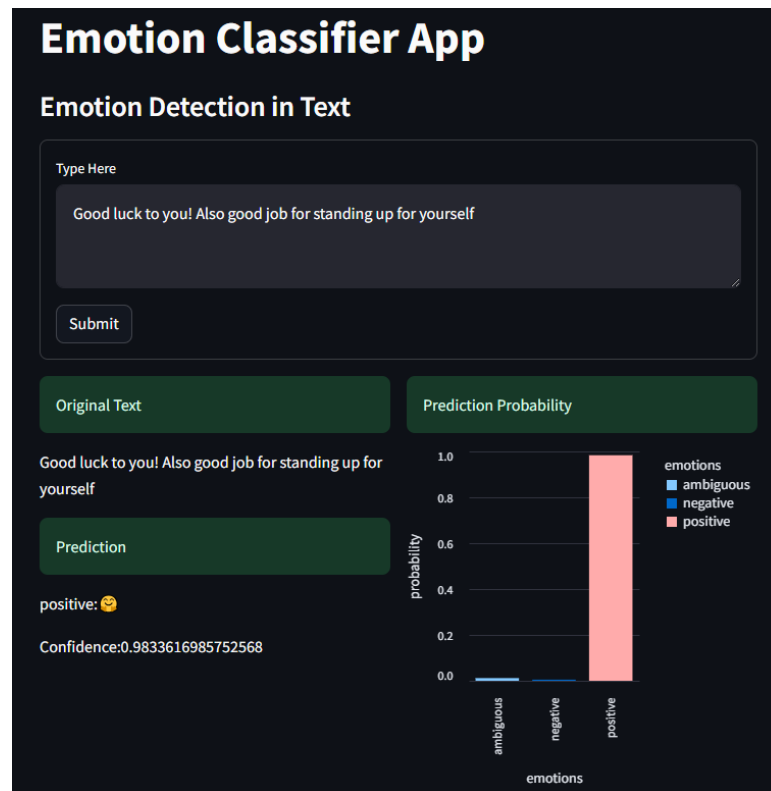 Emotion Classifier App
Emotion Detection in Text
Type Here
Good luck to you! Also good job for standing up for yourself
Submit
Original Text
Good luck to you! Also good job for standing up for
yourself
Prediction
positive:🤗
Confidence:0.9833616985752568
Prediction Probability
1.0
0.8
0.6
0.4
0.2
0.0
probability
ambiguous
negative
positive
emotions
emotions
ambiguous
negative
positive